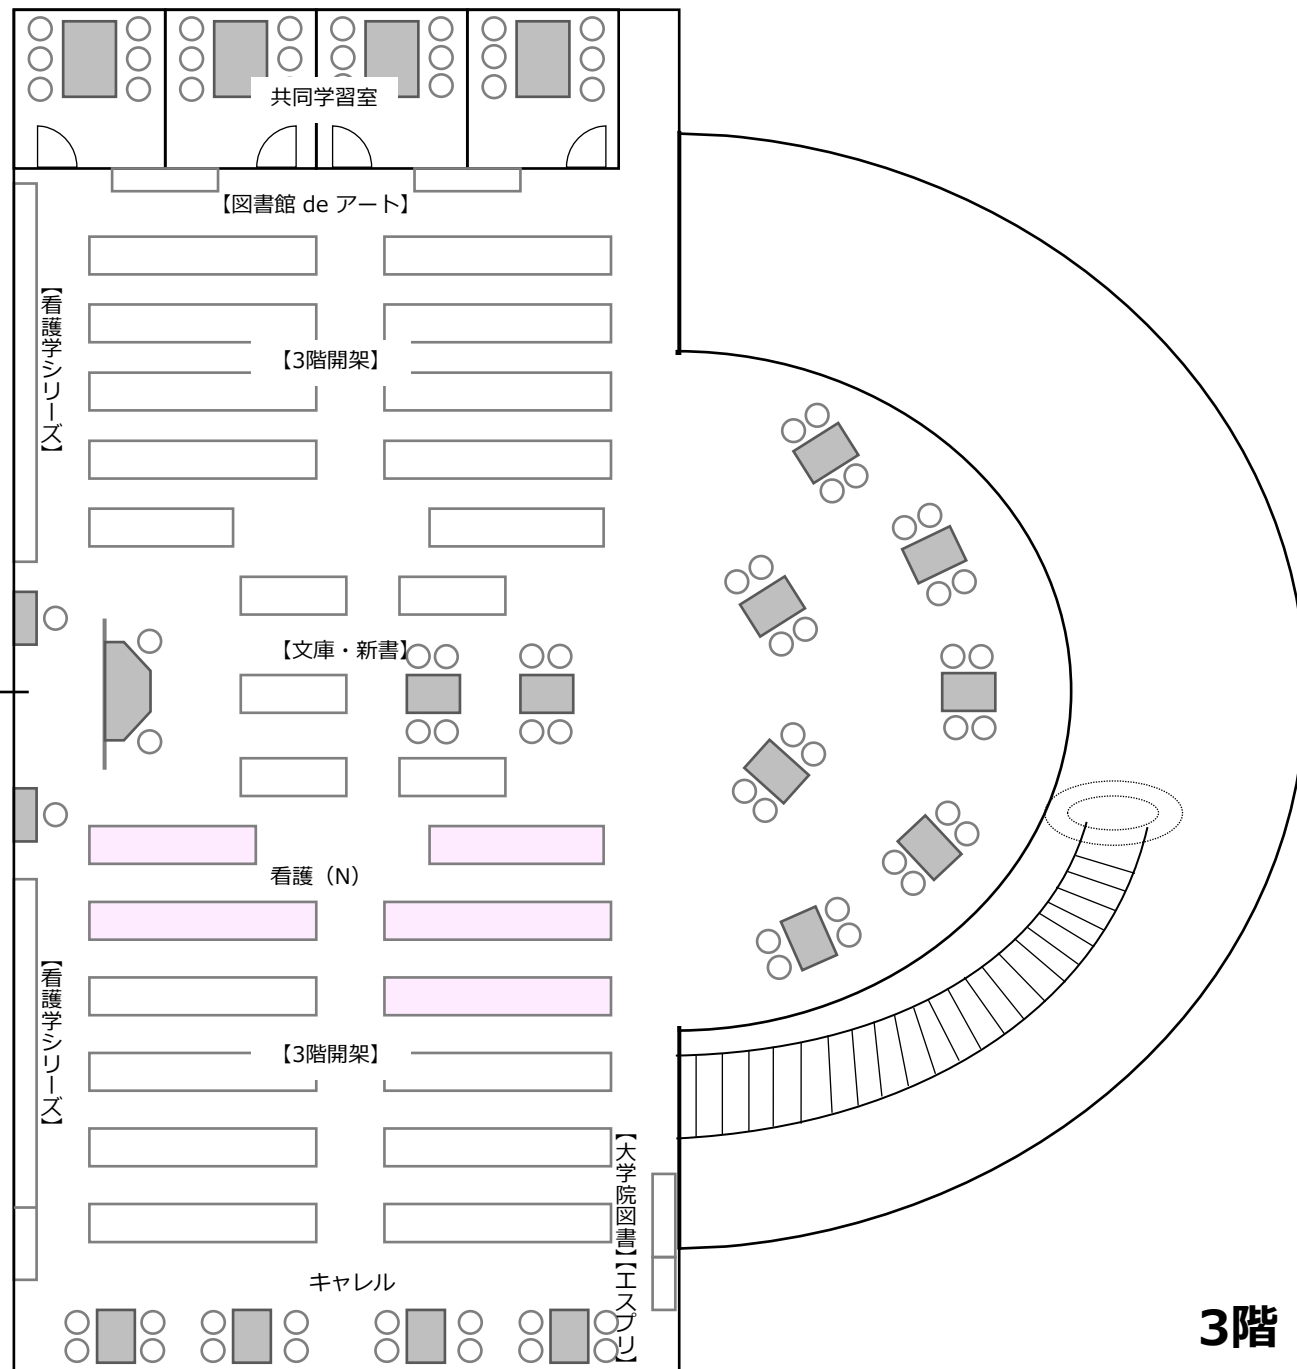 共同学習室
【図書館 de アート】
【看護学シリーズ】
【3階開架】
【文庫・新書】
看護（N）
【看護学シリーズ】
【3階開架】
【大学院図書】
【エスプリ】
キャレル
3階